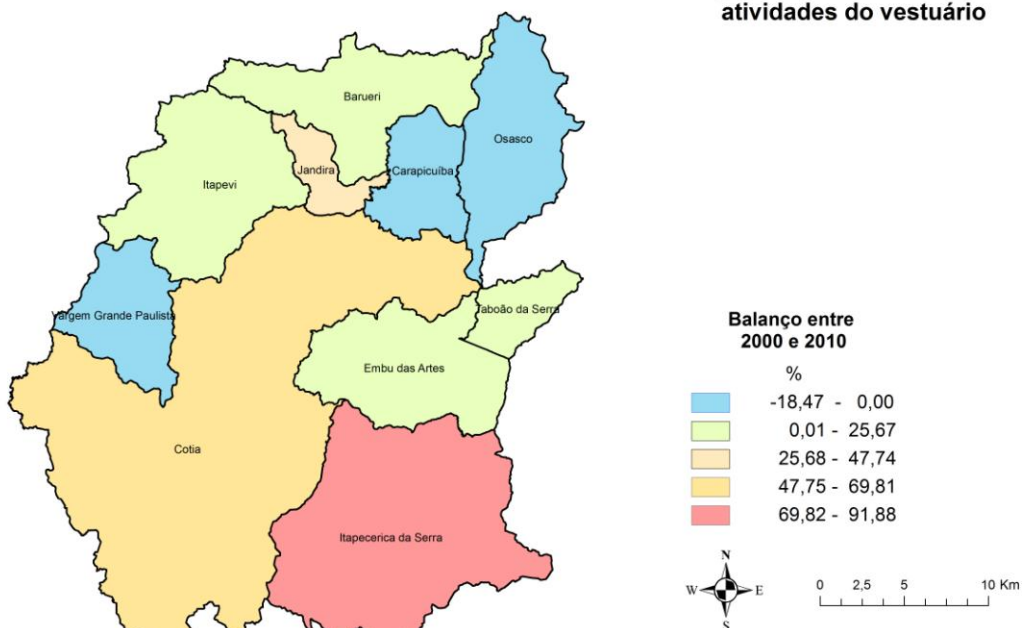 atividades do vestuário
Barueri
Osasco
Jandira
Carapicuíba
Itapevi
Vargem Grande Paulista
Taboão da Serra
Embu das Artes
Cotia
Itapecerica da Serra
Balanço entre
2000 e 2010
%
-18,47 - 0,00
0,01 - 25,67
25,68 - 47,74
47,75 - 69,81
69,82 - 91,88
N
W E
S
0 2,5 5 10 Km